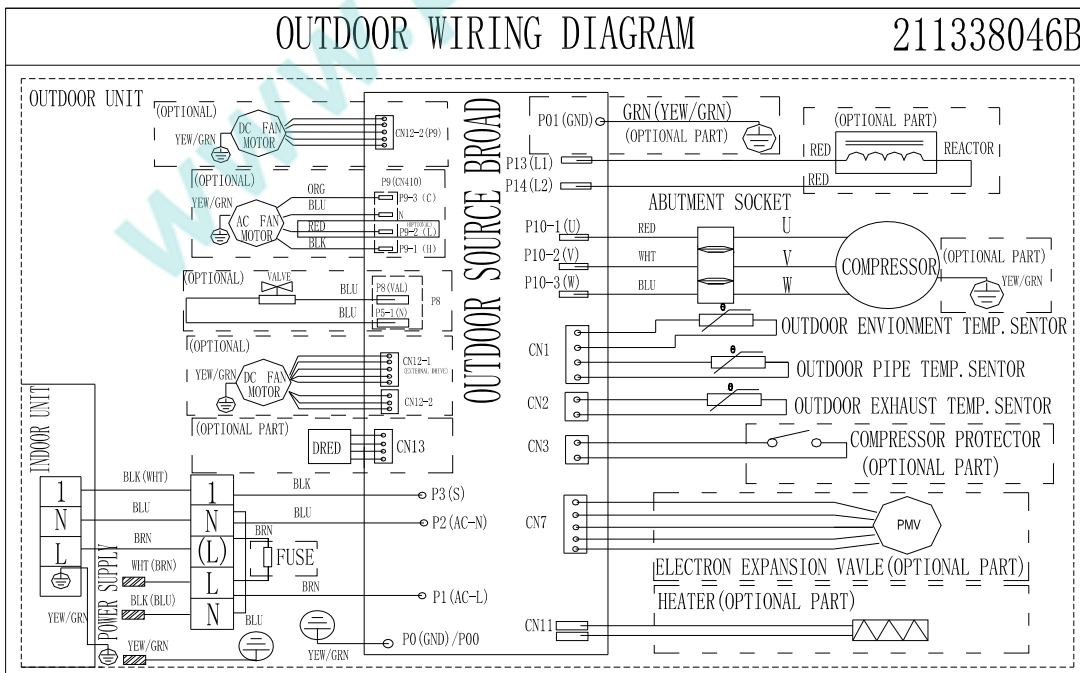 OUTDOOR WIRING DIAGRAM
211338046B
OUTDOOR UNIT
(OPTIONAL)
YEW/GRN
DC FAN
MOTOR
CN12-2(P9)
(OPTIONAL)
YEW/GRN
AC FAN
MOTOR
ORG
BLU
RED
BLK
P9(CN410)
P9-3 (C)
N
(OPTIONAL)
P9-2 (L)
P9-1 (H)
(OPTIONAL)
VALVE
BLU
BLU
P8(VAL)
P5-1(N)
P8
(OPTIONAL)
YEW/GRN
DC FAN
MOTOR
CN12-1
(EXTERNAL DRIVE)
CN12-2
(OPTIONAL PART)
DRED
CN13
INDOOR UNIT
1
N
L
BLK(WHT)
BLU
BRN
WHT(BRN)
BLK(BLU)
YEW/GRN
YEW/GRN
POWER SUPPLY
1
N
(L)
L
N
BLK
BLU
BRN
FUSE
BRN
BLU
YEW/GRN
P3(S)
P2(AC-N)
P1(AC-L)
P0(GND)/P00
OUTDOOR SOURCE BROAD
P01(GND)
GRN(YEW/GRN)
(OPTIONAL PART)
P13(L1)
P14(L2)
(OPTIONAL PART)
RED
REACTOR
RED
ABUTMENT SOCKET
P10-1(U)
P10-2(V)
P10-3(W)
RED
WHT
BLU
U
V
W
COMPRESSOR
(OPTIONAL PART)
YEW/GRN
CN1
θ
OUTDOOR ENVIONMENT TEMP.SENTOR
θ
OUTDOOR PIPE TEMP.SENTOR
CN2
θ
OUTDOOR EXHAUST TEMP.SENTOR
CN3
COMPRESSOR PROTECTOR
(OPTIONAL PART)
CN7
PMV
ELECTRON EXPANSION VAVLE(OPTIONAL PART)
HEATER(OPTIONAL PART)
CN11
www.